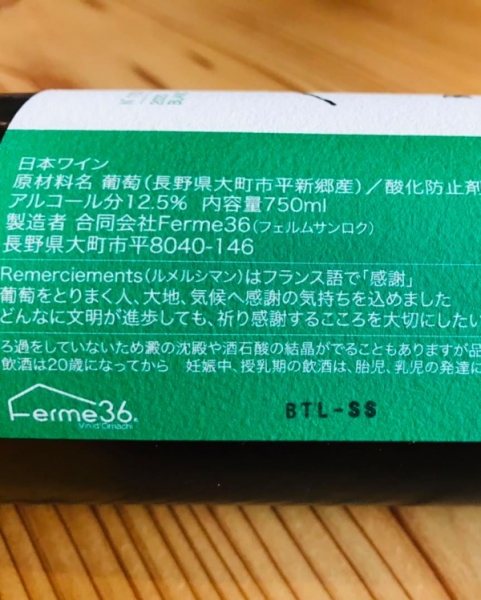 日本ワイン
原材料名 葡萄(長野県大町市平新郷産)／酸化防止剤
アルコール分12.5% 内容量750ml
製造者 合同会社Ferme36(フェルムサンロク)
長野県大町市平8040-146
Remerciements(ルメルシマン)はフランス語で「感謝」
葡萄をとりまく人、大地、気候へ感謝の気持ちを込めました
どんなに文明が進歩しても、祈り感謝するこころを大切にしたい
ろ過をしていないため澱の沈殿や酒石酸の結晶がでることもありますが品
飲酒は20歳になってから 妊娠中、授乳期の飲酒は、胎児、乳児の発達に
Ferme36
Vin d'Omachi
BTL-SS